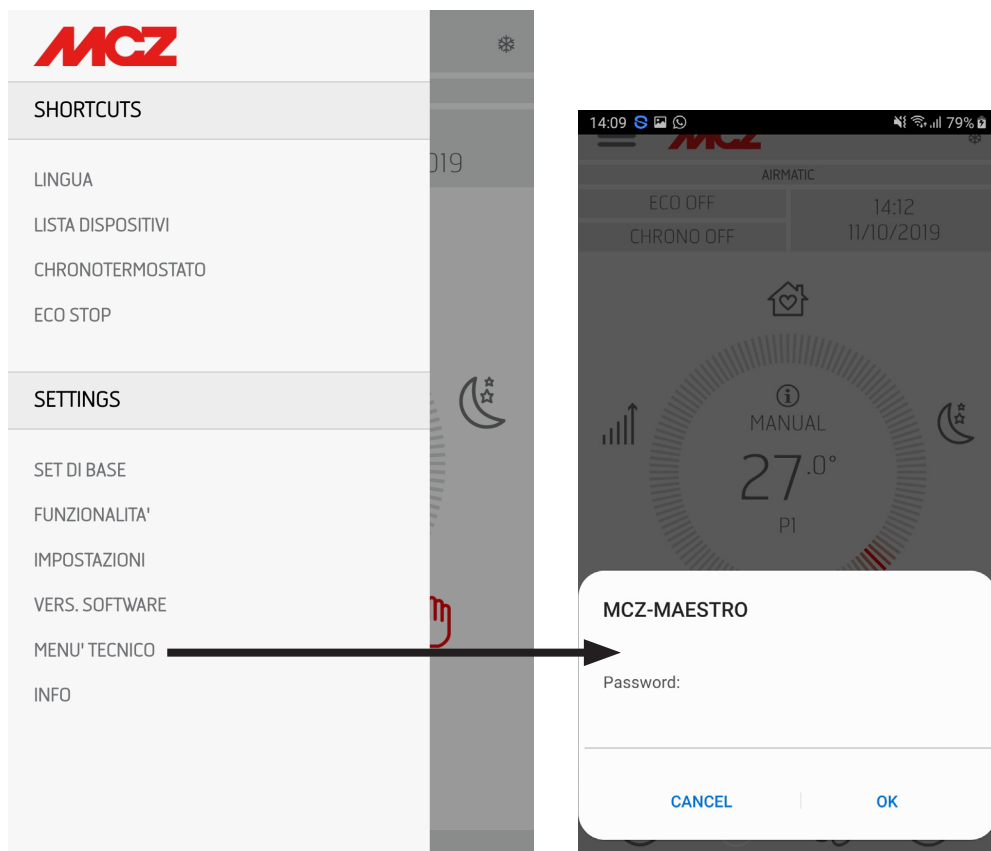 MCZ
SHORTCUTS
LINGUA
LISTA DISPOSITIVI
CHRONOTERMOSTATO
ECO STOP
SETTINGS
SET DI BASE
FUNZIONALITA'
IMPOSTAZIONI
VERS. SOFTWARE
MENU' TECNICO
INFO
019
14:09 79%
MCZ
AIRMATIC
ECO OFF
CHRONO OFF
14:12
11/10/2019
MANUAL
27.0°
P1
MCZ-MAESTRO
Password:
CANCEL OK